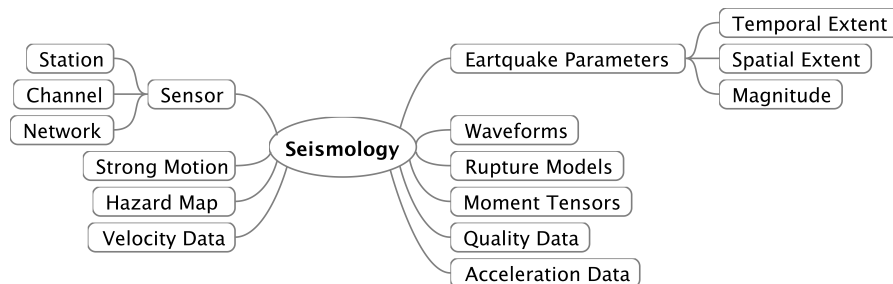 Temporal Extent
Station
Eartquake Parameters
Spatial Extent
Channel
Sensor
Magnitude
Network
Waveforms
Seismology
Strong Motion
Rupture Models
Hazard Map
Moment Tensors
Velocity Data
Quality Data
Acceleration Data